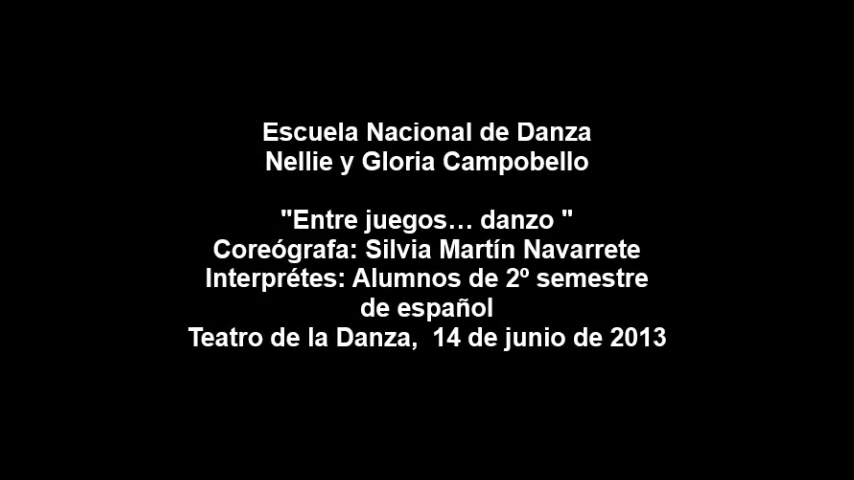 Escuela Nacional de Danza
Nellie y Gloria Campobello
"Entre juegos… danzo "
Coreógrafa: Silvia Martín Navarrete
Interprétes: Alumnos de 2º semestre
de español
Teatro de la Danza,  14 de junio de 2013